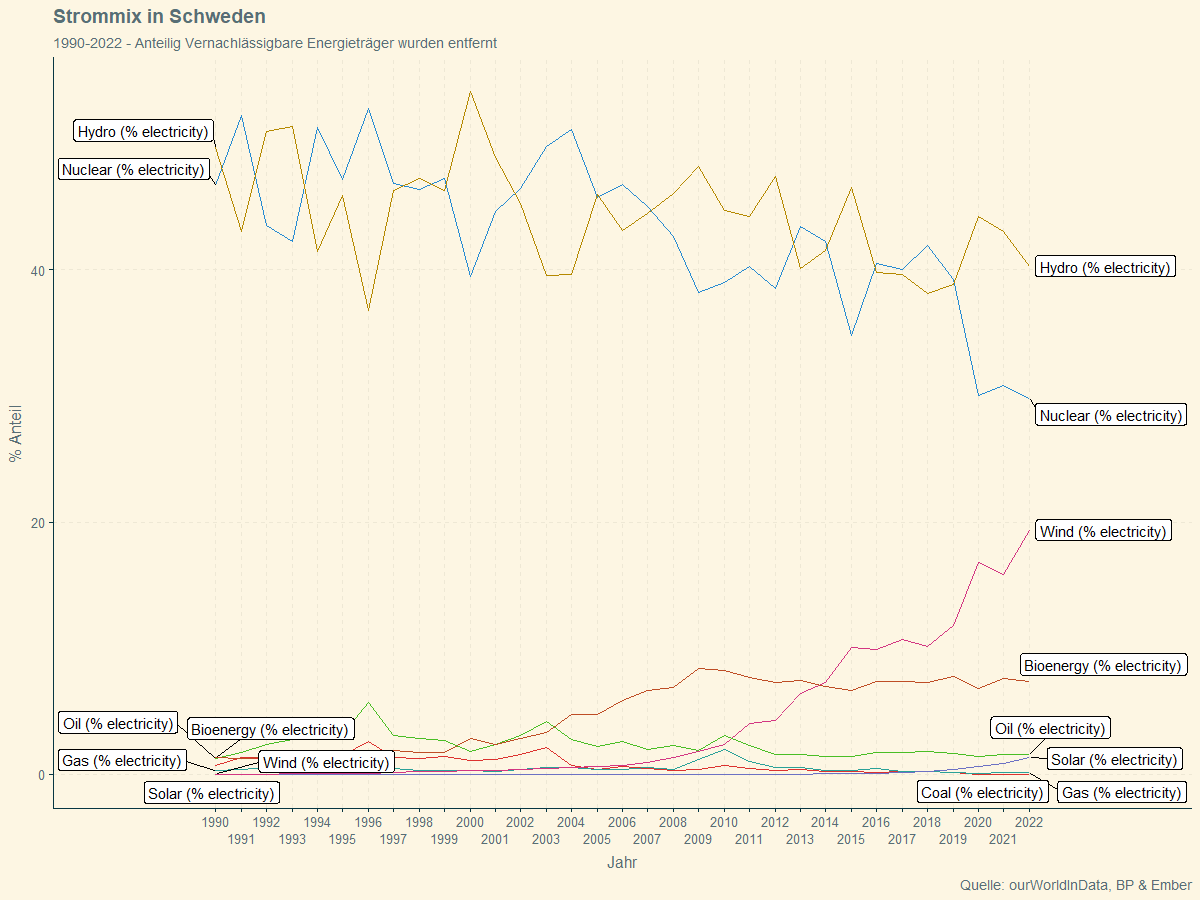 Strommix in Schweden
1990-2022 - Anteilig Vernachlässigbare Energieträger wurden entfernt
Hydro (% electricity)
Nuclear (% electricity)
40
Hydro (% electricity)
Nuclear (% electricity)
% Anteil
20
Wind (% electricity)
Bioenergy (% electricity)
Oil (% electricity)
Bioenergy (% electricity)
Oil (% electricity)
Gas (% electricity)
Wind (% electricity)
Solar (% electricity)
0
Solar (% electricity)
Coal (% electricity)
Gas (% electricity)
1990 1992 1994 1996 1998 2000 2002 2004 2006 2008 2010 2012 2014 2016 2018 2020 2022
1991 1993 1995 1997 1999 2001 2003 2005 2007 2009 2011 2013 2015 2017 2019 2021
Jahr
Quelle: ourWorldInData, BP & Ember